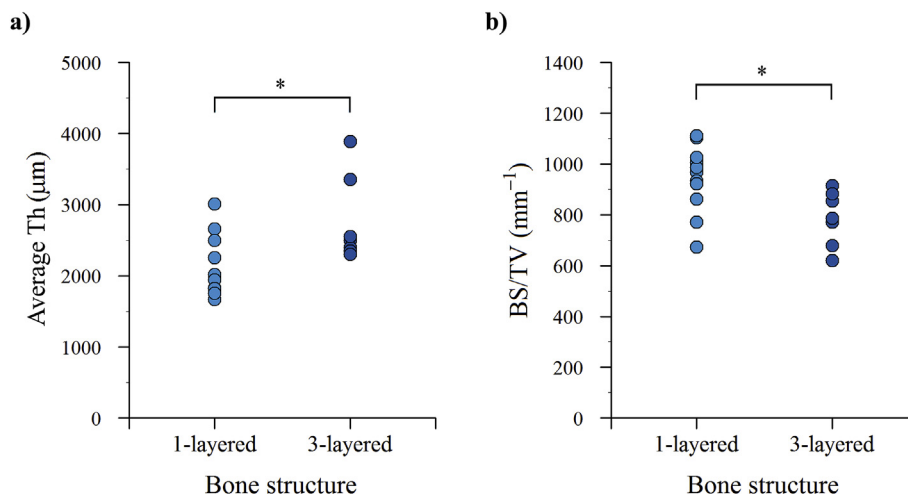 a)
Average Th (µm)
5000
4000
3000
2000
1000
0
*
1-layered
3-layered
Bone structure
b)
BS/TV (mm⁻¹)
1400
1200
1000
800
600
400
200
0
*
1-layered
3-layered
Bone structure